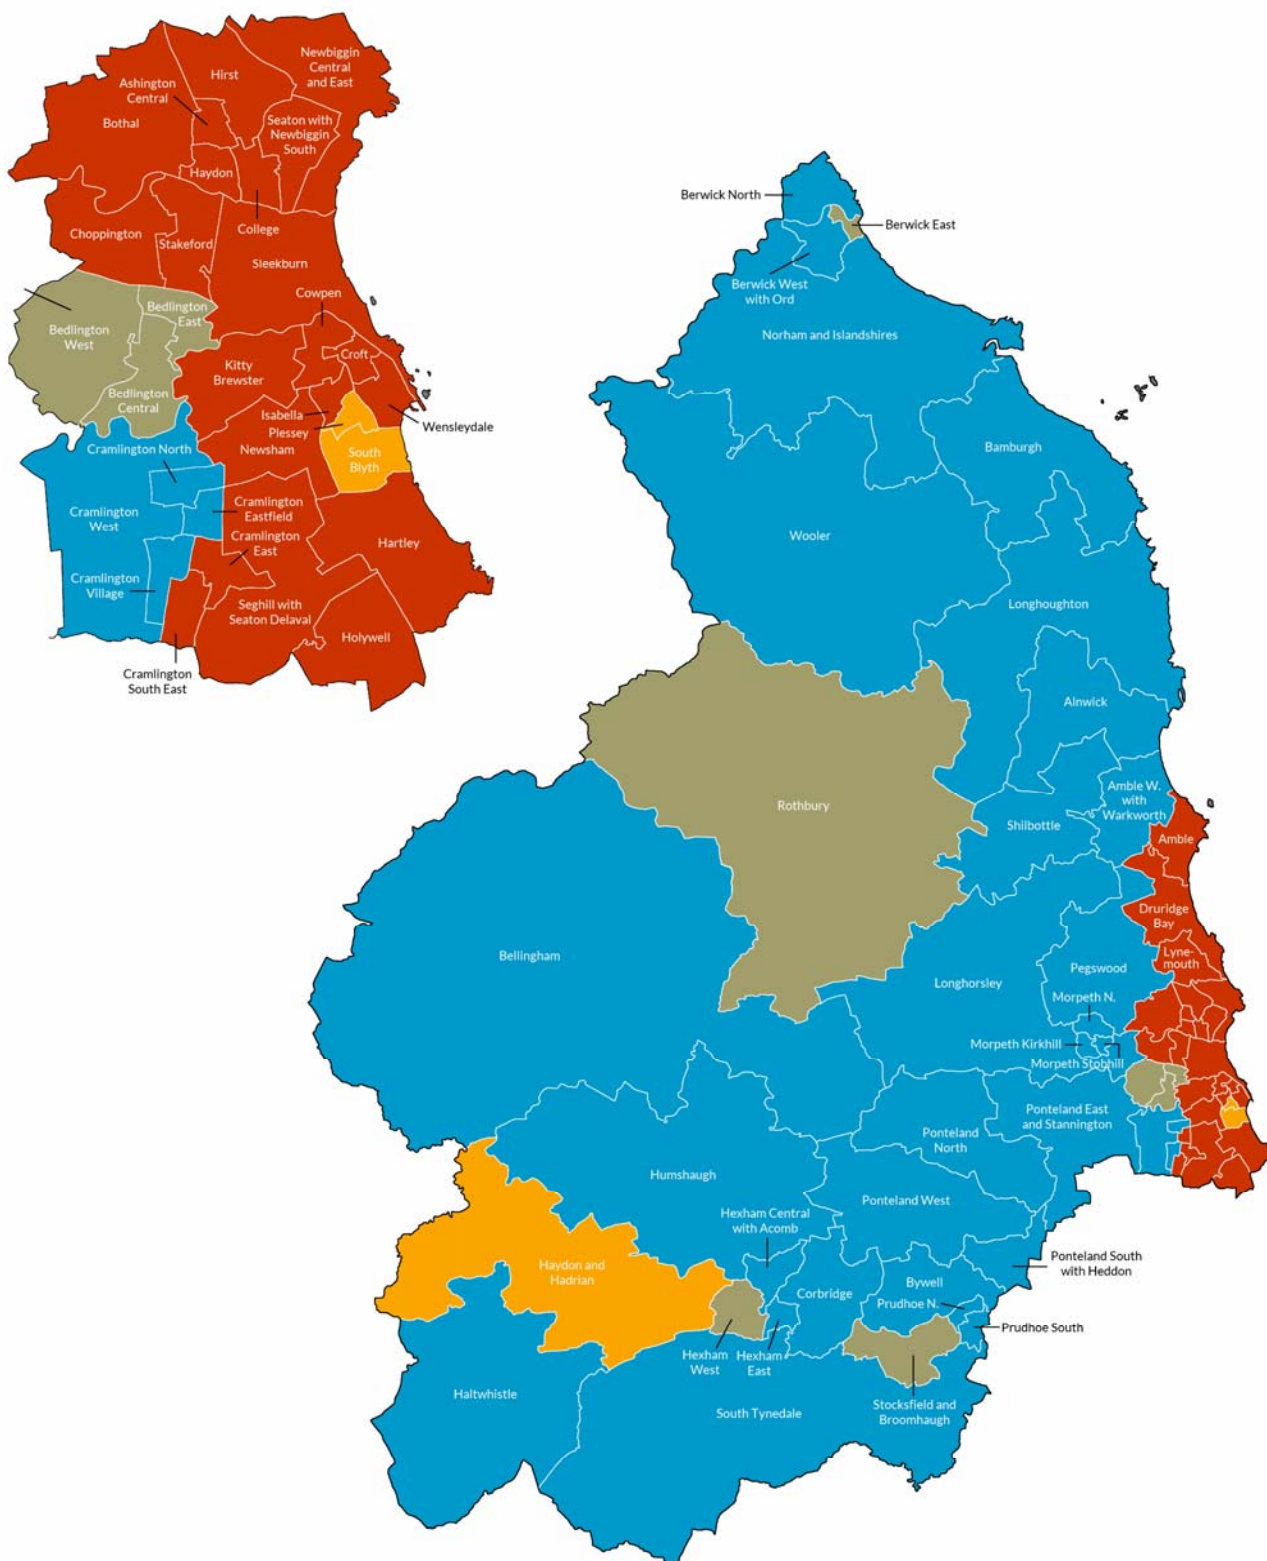 Newbiggin
Central
and East
Hirst
Ashington
Central
Bothal
Seaton with
Newbiggin
South
Haydon
Choppington
Stakeford
College
Sleekburn
Cowpen
Bedlington
East
Bedlington
West
Croft
Kitty
Brewster
Bedlington
Central
Isabella
Plessey
Wensleydale
Newsham
Cramlington North
South
Blyth
Cramlington
West
Cramlington
Eastfield
Cramlington
East
Hartley
Cramlington
Village
Seghill with
Seaton Delaval
Holywell
Cramlington
South East
Berwick North
Berwick East
Berwick West
with Ord
Norham and Islandshires
Bamburgh
Wooler
Longhoughton
Alnwick
Rothbury
Amble W.
with
Warkworth
Shilbottle
Amble
Druridge
Bay
Lyne-
mouth
Bellingham
Longhorsley
Pegswood
Morpeth N.
Morpeth Kirkhill
Morpeth Stobhill
Ponteland East
and Stannington
Ponteland
North
Humshaugh
Ponteland West
Hexham Central
with Acomb
Ponteland South
with Heddon
Haydon and
Hadrian
Bywell
Corbridge
Prudhoe N.
Prudhoe South
Hexham
West
Hexham
East
Haltwhistle
South Tynedale
Stocksfield and
Broomhaugh